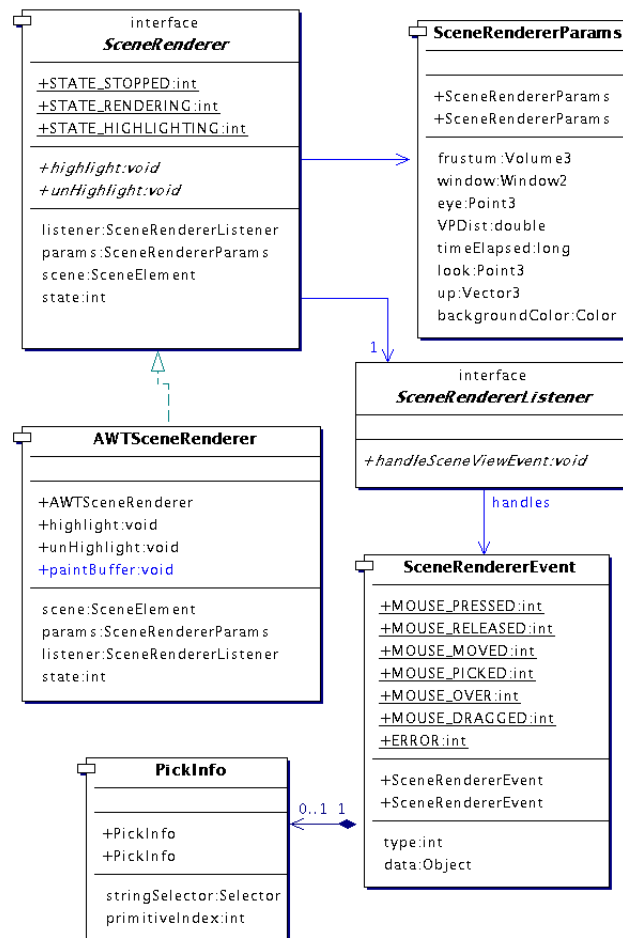 interface
SceneRenderer
+STATE_STOPPED:int
+STATE_RENDERING:int
+STATE_HIGHLIGHTING:int
+highlight:void
+unHighlight:void
listener:SceneRendererListener
params:SceneRendererParams
scene:SceneElement
state:int
SceneRendererParams
+SceneRendererParams
+SceneRendererParams
frustum:Volume3
window:Window2
eye:Point3
VPDist:double
timeElapsed:long
look:Point3
up:Vector3
backgroundColor:Color
1
interface
SceneRendererListener
+handleSceneViewEvent:void
handles
AWTSceneRenderer
+AWTSceneRenderer
+highlight:void
+unHighlight:void
+paintBuffer:void
scene:SceneElement
params:SceneRendererParams
listener:SceneRendererListener
state:int
SceneRendererEvent
+MOUSE_PRESSED:int
+MOUSE_RELEASED:int
+MOUSE_MOVED:int
+MOUSE_PICKED:int
+MOUSE_OVER:int
+MOUSE_DRAGGED:int
+ERROR:int
+SceneRendererEvent
+SceneRendererEvent
type:int
data:Object
0..1 1
PickInfo
+PickInfo
+PickInfo
stringSelector:Selector
primitiveIndex:int